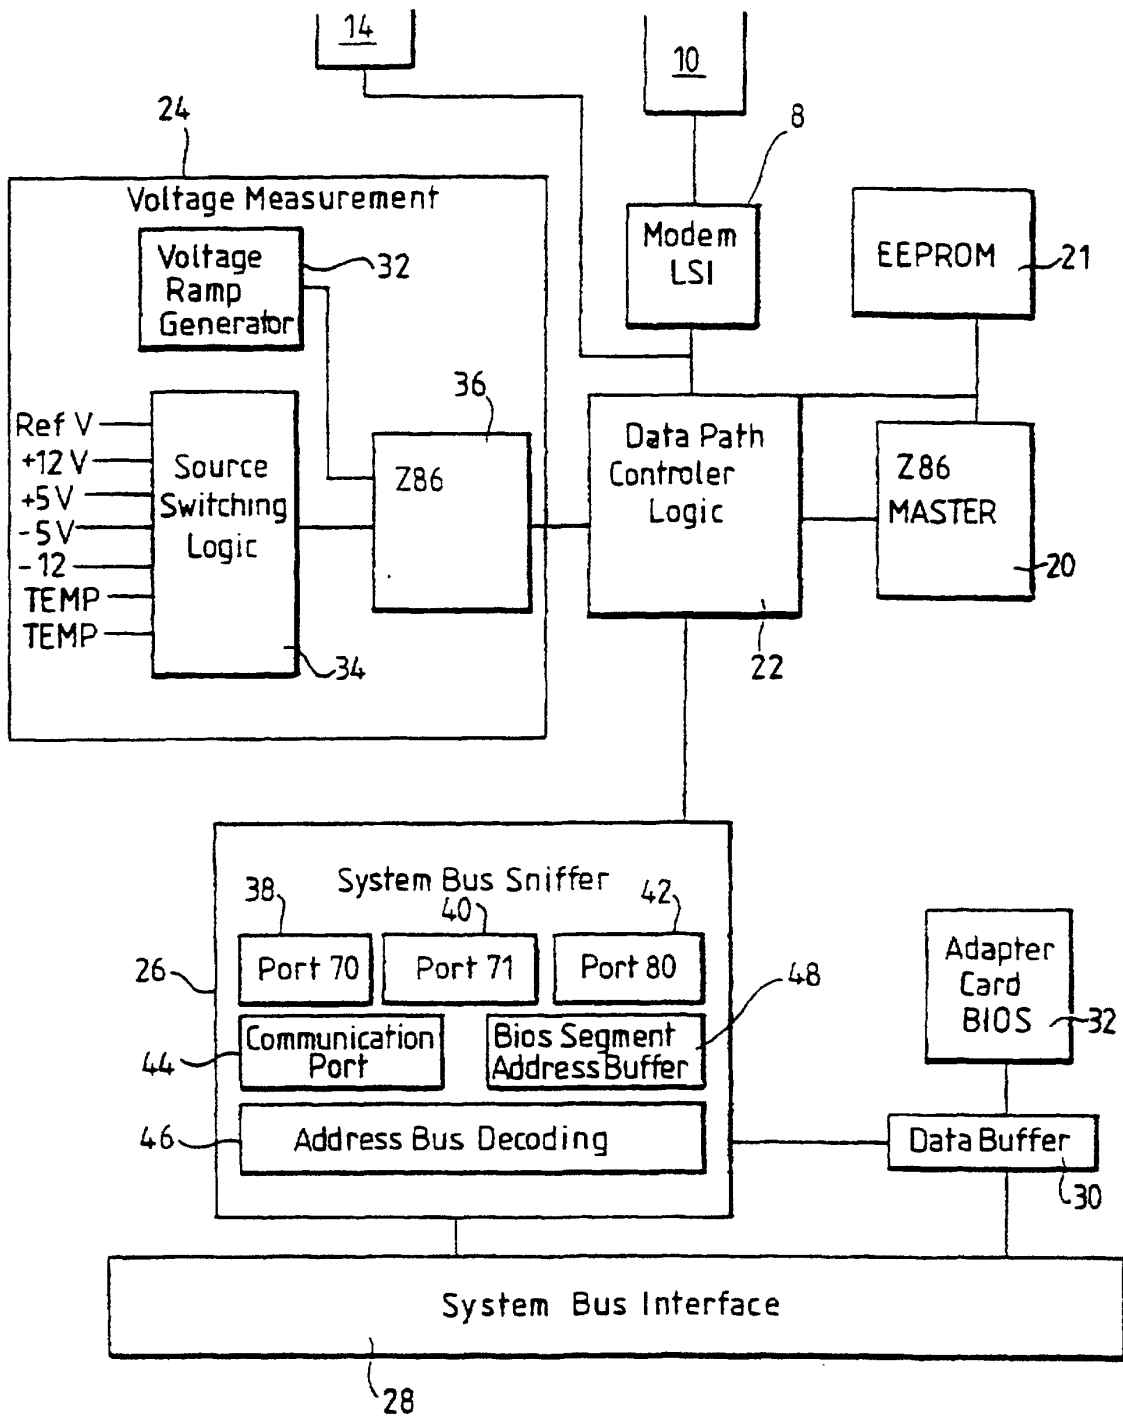 14
10
24
8
Voltage Measurement
Voltage
Ramp
Generator
32
Modem
LSI
EEPROM
21
36
Ref V
+12V
+5V
-5V
-12
TEMP
TEMP
Source
Switching
Logic
34
Z86
Data Path
Controler
Logic
22
Z86
MASTER
20
System Bus Sniffer
38
40
42
26
Port 70
Port 71
Port 80
48
44
Communication
Port
Bios Segment
Address Buffer
46
Address Bus Decoding
Adapter
Card
BIOS
32
Data Buffer
30
System Bus Interface
28